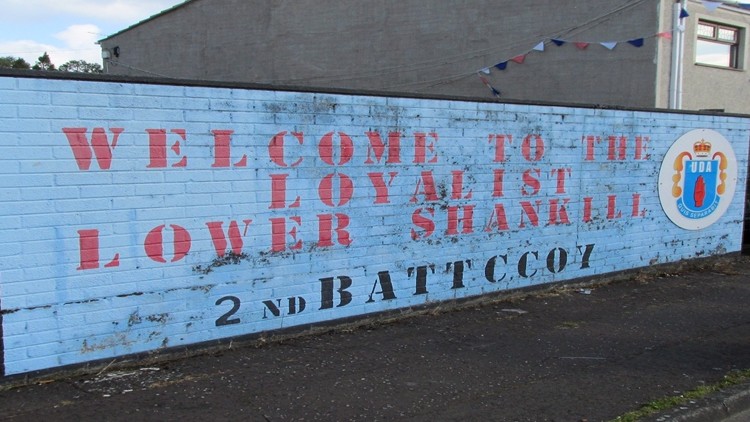 WELCOME TO THE
LOYALIST
LOWER SHANKILL
2ND BATT C COY
UDA